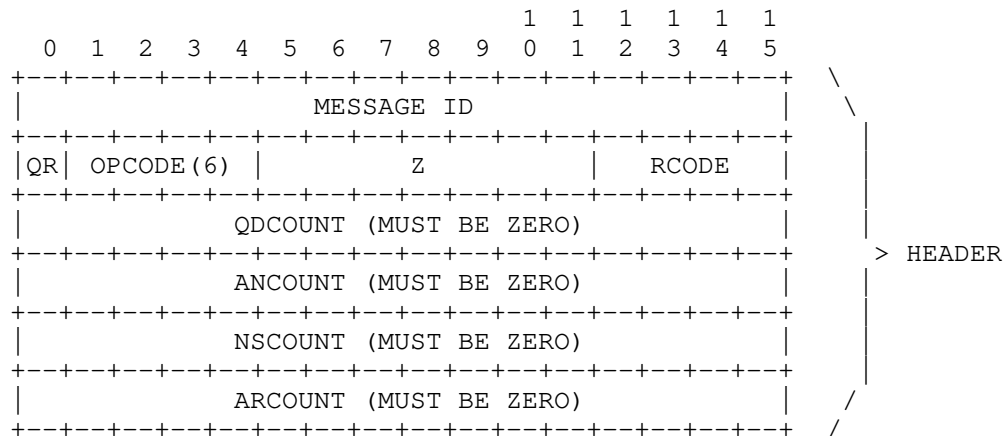 1 1 1 1 1 1
0 1 2 3 4 5 6 7 8 9 0 1 2 3 4 5
+--+--+--+--+--+--+--+--+--+--+--+--+--+--+--+--+ \
| MESSAGE ID | \
+--+--+--+--+--+--+--+--+--+--+--+--+--+--+--+--+ |
|QR| OPCODE(6) | Z | RCODE | |
+--+--+--+--+--+--+--+--+--+--+--+--+--+--+--+--+ |
| QDCOUNT (MUST BE ZERO) | |
+--+--+--+--+--+--+--+--+--+--+--+--+--+--+--+--+ > HEADER
| ANCOUNT (MUST BE ZERO) | |
+--+--+--+--+--+--+--+--+--+--+--+--+--+--+--+--+ |
| NSCOUNT (MUST BE ZERO) | |
+--+--+--+--+--+--+--+--+--+--+--+--+--+--+--+--+ |
| ARCOUNT (MUST BE ZERO) | /
+--+--+--+--+--+--+--+--+--+--+--+--+--+--+--+--+ /